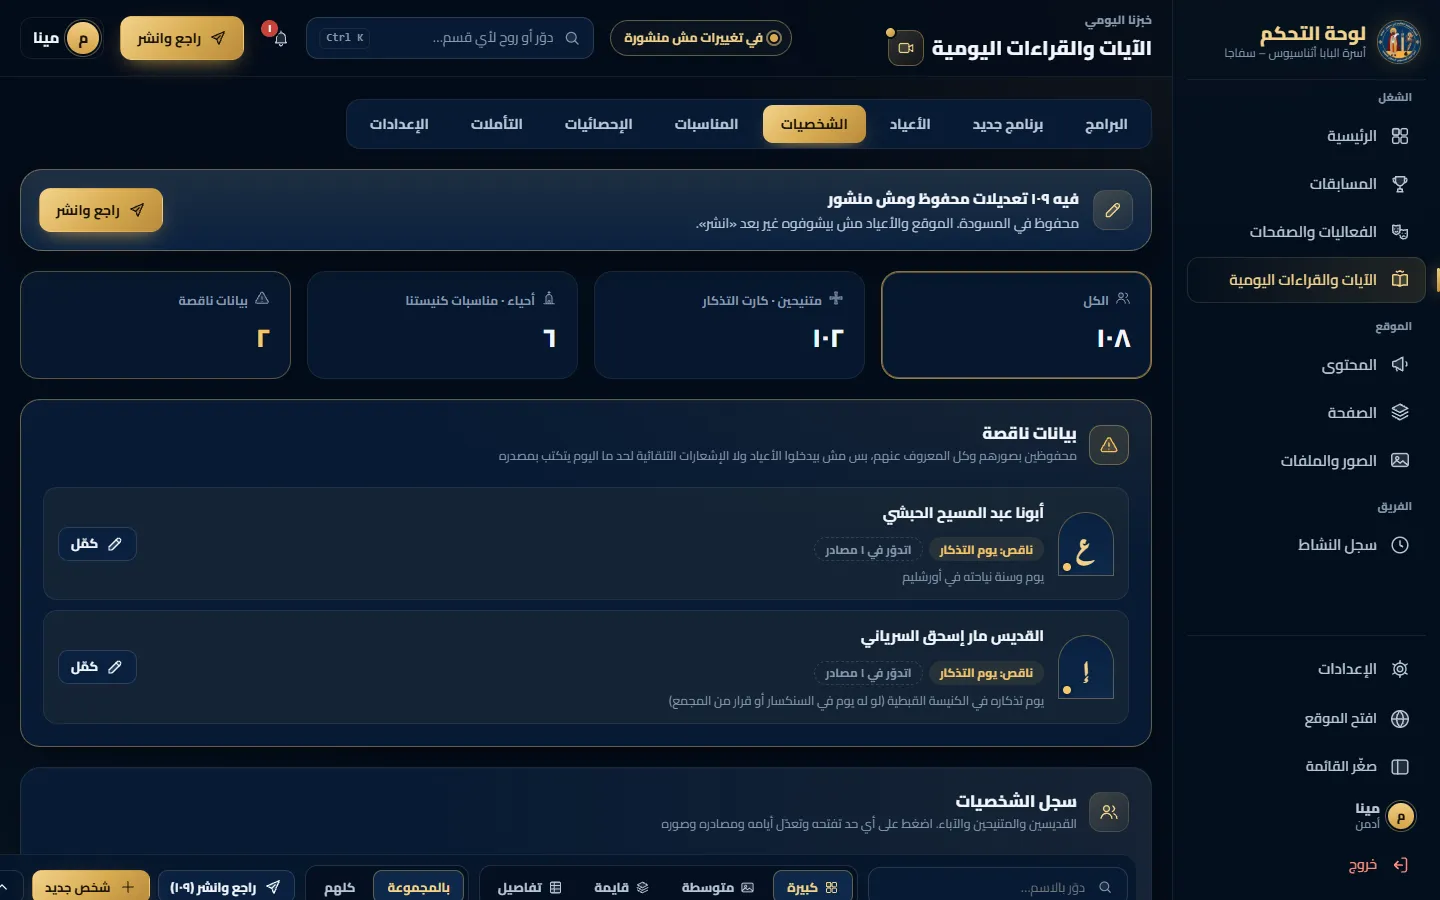 لوحة التحكم
أسرة البابا أثناسيوس – سفاجا
الشغل
الرئيسية
المسابقات
الفعاليات والصفحات
الآيات والقراءات اليومية
الموقع
المحتوى
الصفحة
الصور والملفات
الفريق
سجل النشاط
الإعدادات
افتح الموقع
صغّر القائمة
م
مينا
أدمن
خروج
خبزنا اليومي
الآيات والقراءات اليومية
في تغييرات مش منشورة
دوّر أو روح لأي قسم...
Ctrl K
١
راجع وانشر
م
مينا
البرامج
برنامج جديد
الأعياد
الشخصيات
المناسبات
الإحصائيات
التأملات
الإعدادات
فيه ١٠٩ تعديلات محفوظ ومش منشور
محفوظ في المسودة. الموقع والأعياد مش بيشوفوه غير بعد «انشر».
راجع وانشر
الكل
١٠٨
متنيحين · كارت التذكار
١٠٢
أحياء · مناسبات كنيستنا
٦
بيانات ناقصة
٢
بيانات ناقصة
محفوظين بصورهم وكل المعروف عنهم، بس مش بيدخلوا الأعياد ولا الإشعارات التلقائية لحد ما اليوم يتكتب بمصدره
ع
أبونا عبد المسيح الحبشي
ناقص: يوم التذكار
اتدوّر في ١ مصادر
يوم وسنة نياحته في أورشليم
كمّل
إ
القديس مار إسحق السرياني
ناقص: يوم التذكار
اتدوّر في ١ مصادر
يوم تذكاره في الكنيسة القبطية (لو له يوم في السنكسار أو قرار من المجمع)
كمّل
سجل الشخصيات
القديسين والمتنيحين والآباء. اضغط على أي حد تفتحه وتعدّل أيامه ومصادره وصوره
دوّر بالاسم...
كبيرة
متوسطة
قايمة
تفاصيل
بالمجموعة
كلهم
راجع وانشر (١٠٩)
شخص جديد